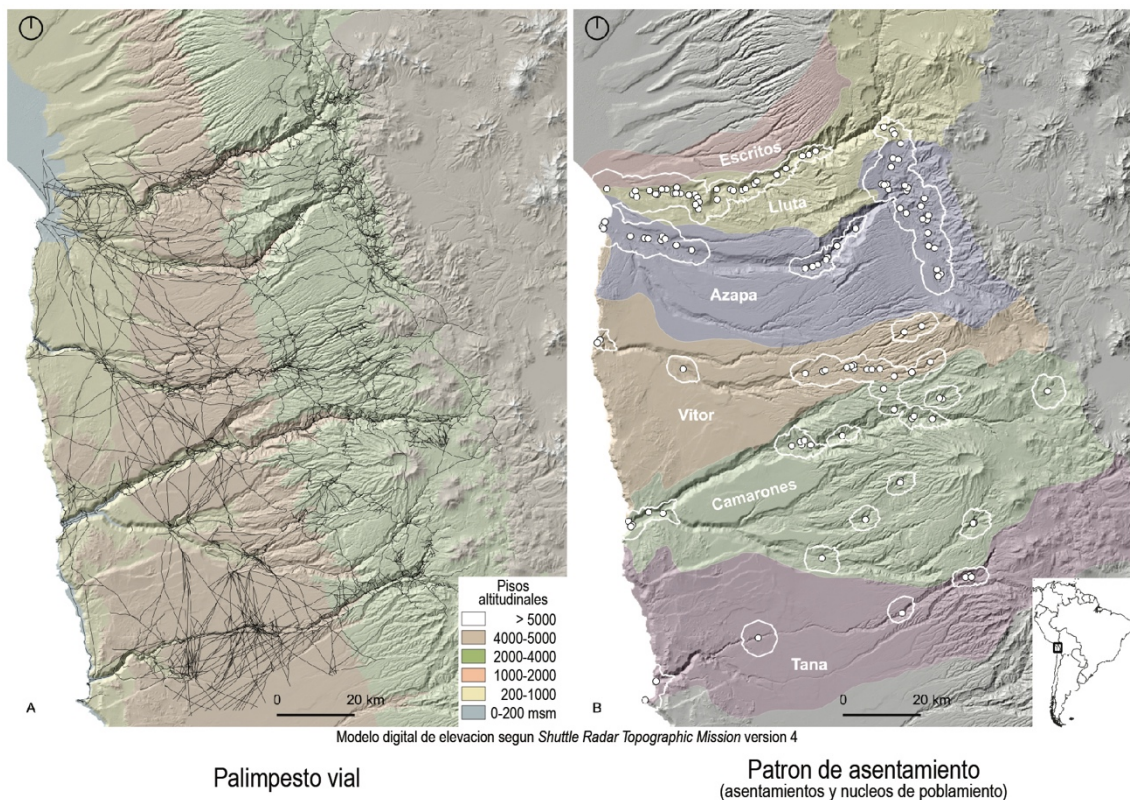 Escritos
Lluta
Azapa
Vitor
Camarones
Tana
Pisos
altitudinales
> 5000
4000-5000
2000-4000
1000-2000
200-1000
0-200 msm
0 20 km
A
0 20 km
B
Modelo digital de elevacion segun Shuttle Radar Topographic Mission version 4
Palimpesto vial
Patron de asentamiento
(asentamientos y nucleos de poblamiento)